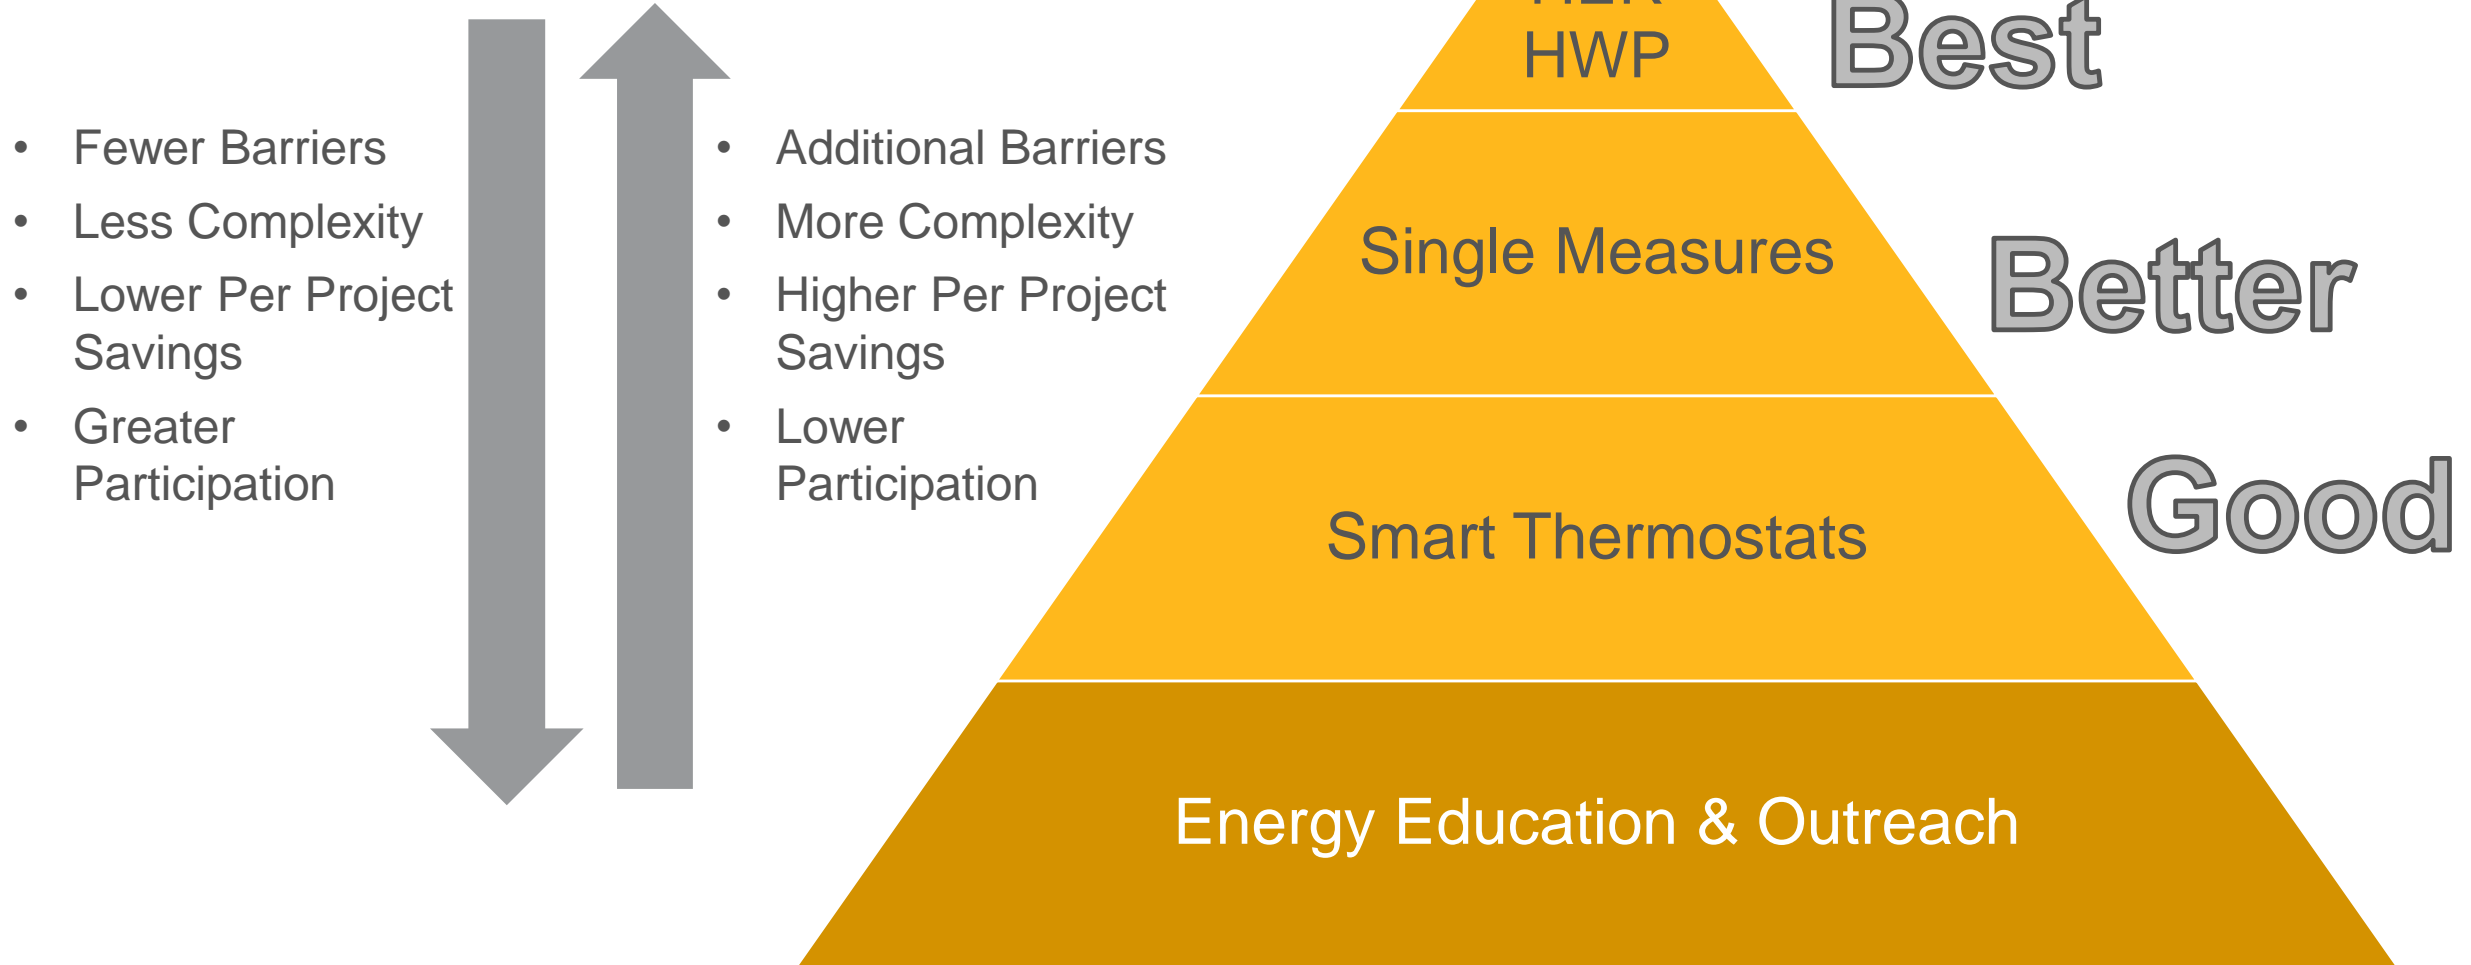 • Fewer Barriers
• Less Complexity
• Lower Per Project
Savings
• Greater
Participation
• Additional Barriers
• More Complexity
• Higher Per Project
Savings
• Lower
Participation
HWP
Single Measures
Smart Thermostats
Energy Education & Outreach
Best
Better
Good